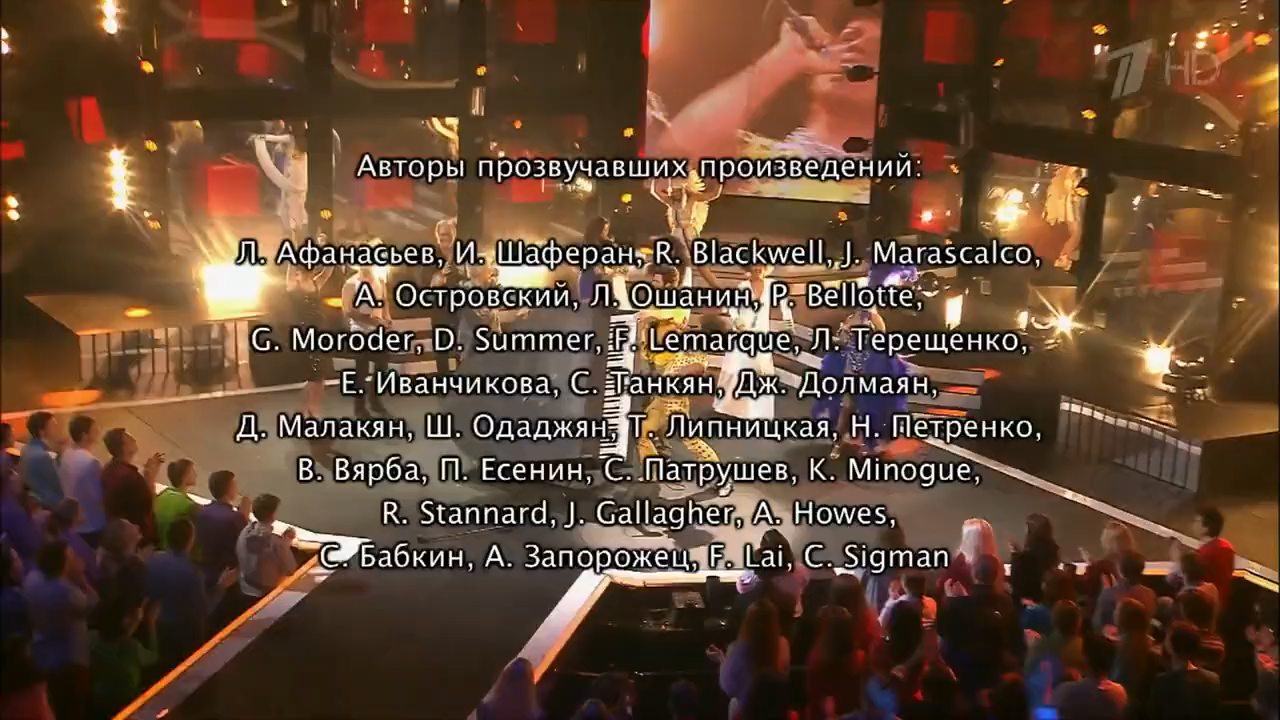 HD
Авторы прозвучавших произведений:
Л. Афанасьев, И. Шаферан, R. Blackwell, J. Marascalco,
А. Островский, Л. Ошанин, P. Bellotte,
G. Moroder, D. Summer, F. Lemarque, Л. Терещенко,
Е. Иванчикова, С. Танкян, Дж. Долмаян,
Д. Малакян, Ш. Одаджян, Т. Липницкая, Н. Петренко,
В. Вярба, П. Есенин, С. Патрушев, K. Minogue,
R. Stannard, J. Gallagher, A. Howes,
С. Бабкин, А. Запорожец, F. Lai, C. Sigman